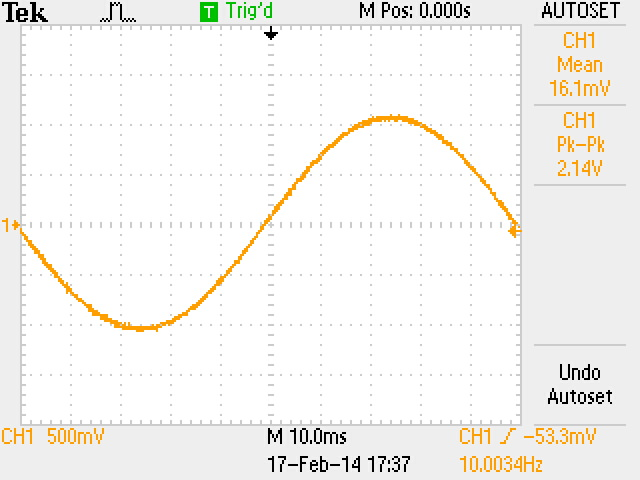 Tek T Trig'd M Pos: 0.000s AUTOSET
CH1
Mean
16.1mV
CH1
Pk-Pk
2.14V
1
Undo
Autoset
CH1 500mV M 10.0ms CH1 -53.3mV
17-Feb-14 17:37 10.0034Hz